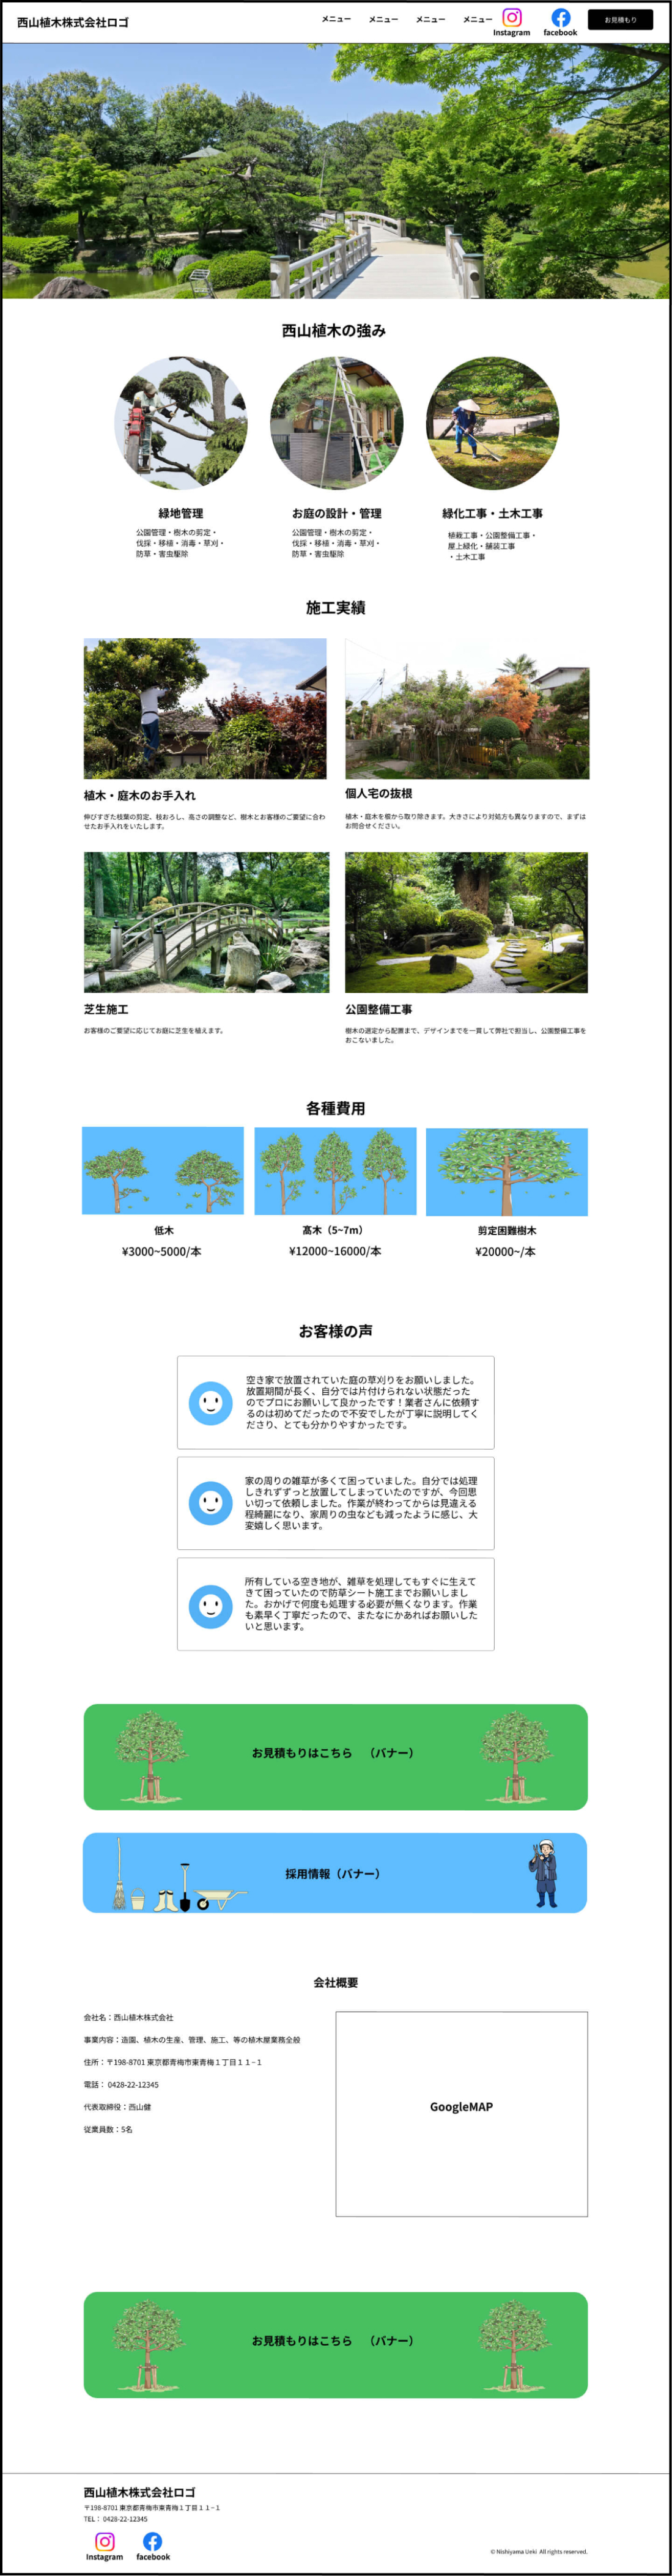 西山植木株式会社ロゴ
メニュー
メニュー
メニュー
メニュー
Instagram
facebook
お見積もり
西山植木の強み
緑地管理
公園管理・樹木の剪定・
伐採・移植・消毒・草刈・
防草・害虫駆除
お庭の設計・管理
公園管理・樹木の剪定・
伐採・移植・消毒・草刈・
防草・害虫駆除
緑化工事・土木工事
植栽工事・公園整備工事・
屋上緑化・舗装工事
・土木工事
施工実績
植木・庭木のお手入れ
伸びすぎた枝葉の剪定、枝おろし、高さの調整など、樹木とお客様のご要望に合わ
せたお手入れをいたします。
個人宅の抜根
植木・庭木を根から取り除きます。大きさにより対処方も異なりますので、まずは
お問合せください。
芝生施工
お客様のご要望に応じてお庭に芝生を植えます。
公園整備工事
樹木の選定から配置まで、デザインまでを一貫して弊社で担当し、公園整備工事を
おこないました。
各種費用
低木
¥3000~5000/本
高木（5~7m）
¥12000~16000/本
剪定困難樹木
¥20000~/本
お客様の声
空き家で放置されていた庭の草刈りをお願いしました。
放置期間が長く、自分では片付けられない状態だった
のでプロにお願いして良かったです！業者さんに依頼す
るのは初めてだったので不安でしたが丁寧に説明してく
ださり、とても分かりやすかったです。
家の周りの雑草が多くて困っていました。自分では処理
しきれずずっと放置してしまっていたのですが、今回思
い切って依頼しました。作業が終わってからは見違える
程綺麗になり、家周りの虫なども減ったように感じ、大
変嬉しく思います。
所有している空き地が、雑草を処理してもすぐに生えて
きて困っていたので防草シート施工までお願いしまし
た。おかげで何度も処理する必要が無くなります。作業
も素早く丁寧だったので、またなにかあればお願いした
いと思います。
お見積もりはこちら　（バナー）
採用情報（バナー）
会社概要
会社名：西山植木株式会社
事業内容：造園、植木の生産、管理、施工、等の植木屋業務全般
住所：〒198-8701 東京都青梅市東青梅１丁目１１−１
電話： 0428-22-12345
代表取締役：西山健
従業員数：5名
GoogleMAP
お見積もりはこちら　（バナー）
西山植木株式会社ロゴ
〒198-8701 東京都青梅市東青梅１丁目１１−１
TEL： 0428-22-12345
Instagram
facebook
© Nishiyama Ueki All rights reserved.